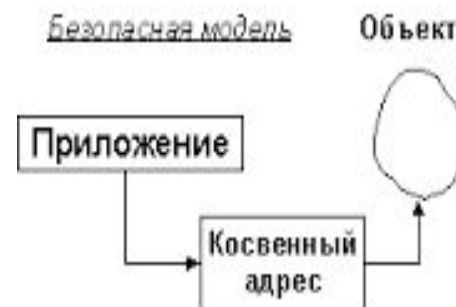 Безопасная модель
Объект
Приложение
Косвенный
адрес